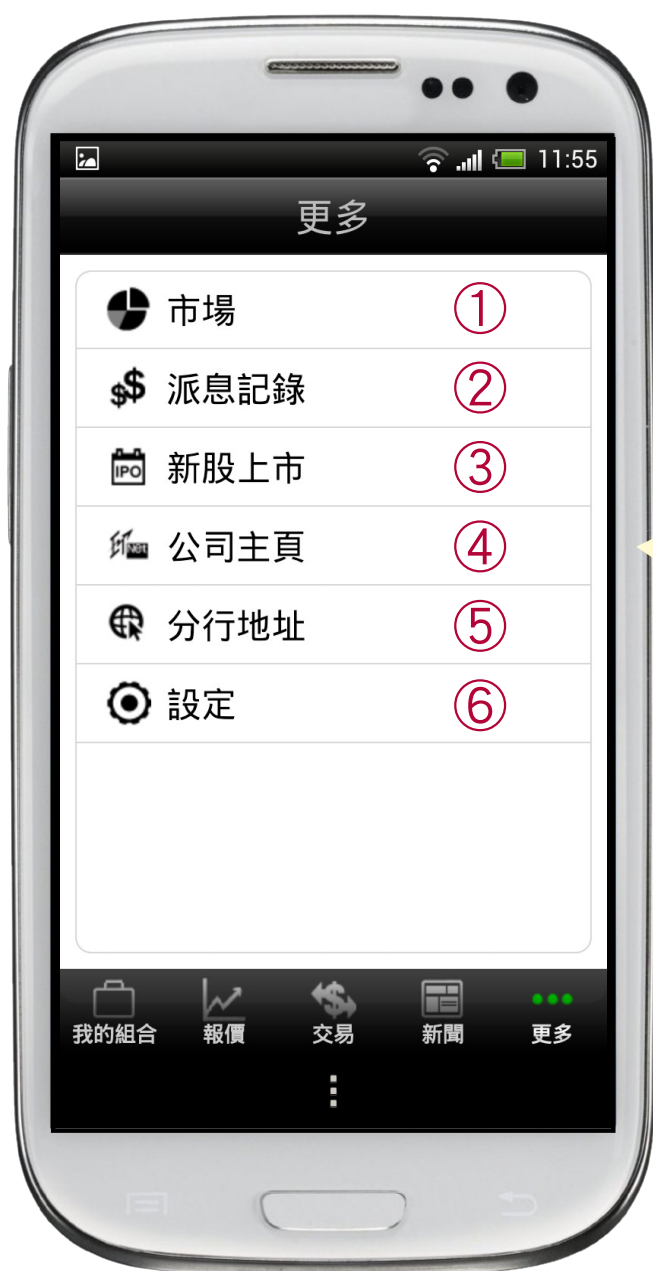 11:55
更多
市場 ①
派息記錄 ②
IPO 新股上市 ③
公司主頁 ④
分行地址 ⑤
設定 ⑥
我的組合 報價 交易 新聞 更多